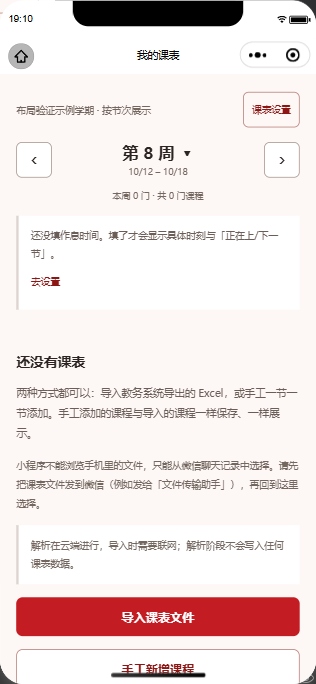 19:10
我的课表
布局验证示例学期 · 按节次展示
课表设置
‹
第 8 周 ▼
›
10/12 – 10/18
本周 0 门 · 共 0 门课程
还没填作息时间。填了才会显示具体时刻与「正在上/下一
节」。
去设置
还没有课表
两种方式都可以：导入教务系统导出的 Excel，或手工一节一
节添加。手工添加的课程与导入的课程一样保存、一样展
示。
小程序不能浏览手机里的文件，只能从微信聊天记录中选择。请先
把课表文件发到微信（例如发给「文件传输助手」），再回到这里
选择。
解析在云端进行，导入时需要联网；解析阶段不会写入任何
课表数据。
导入课表文件
手工新增课程